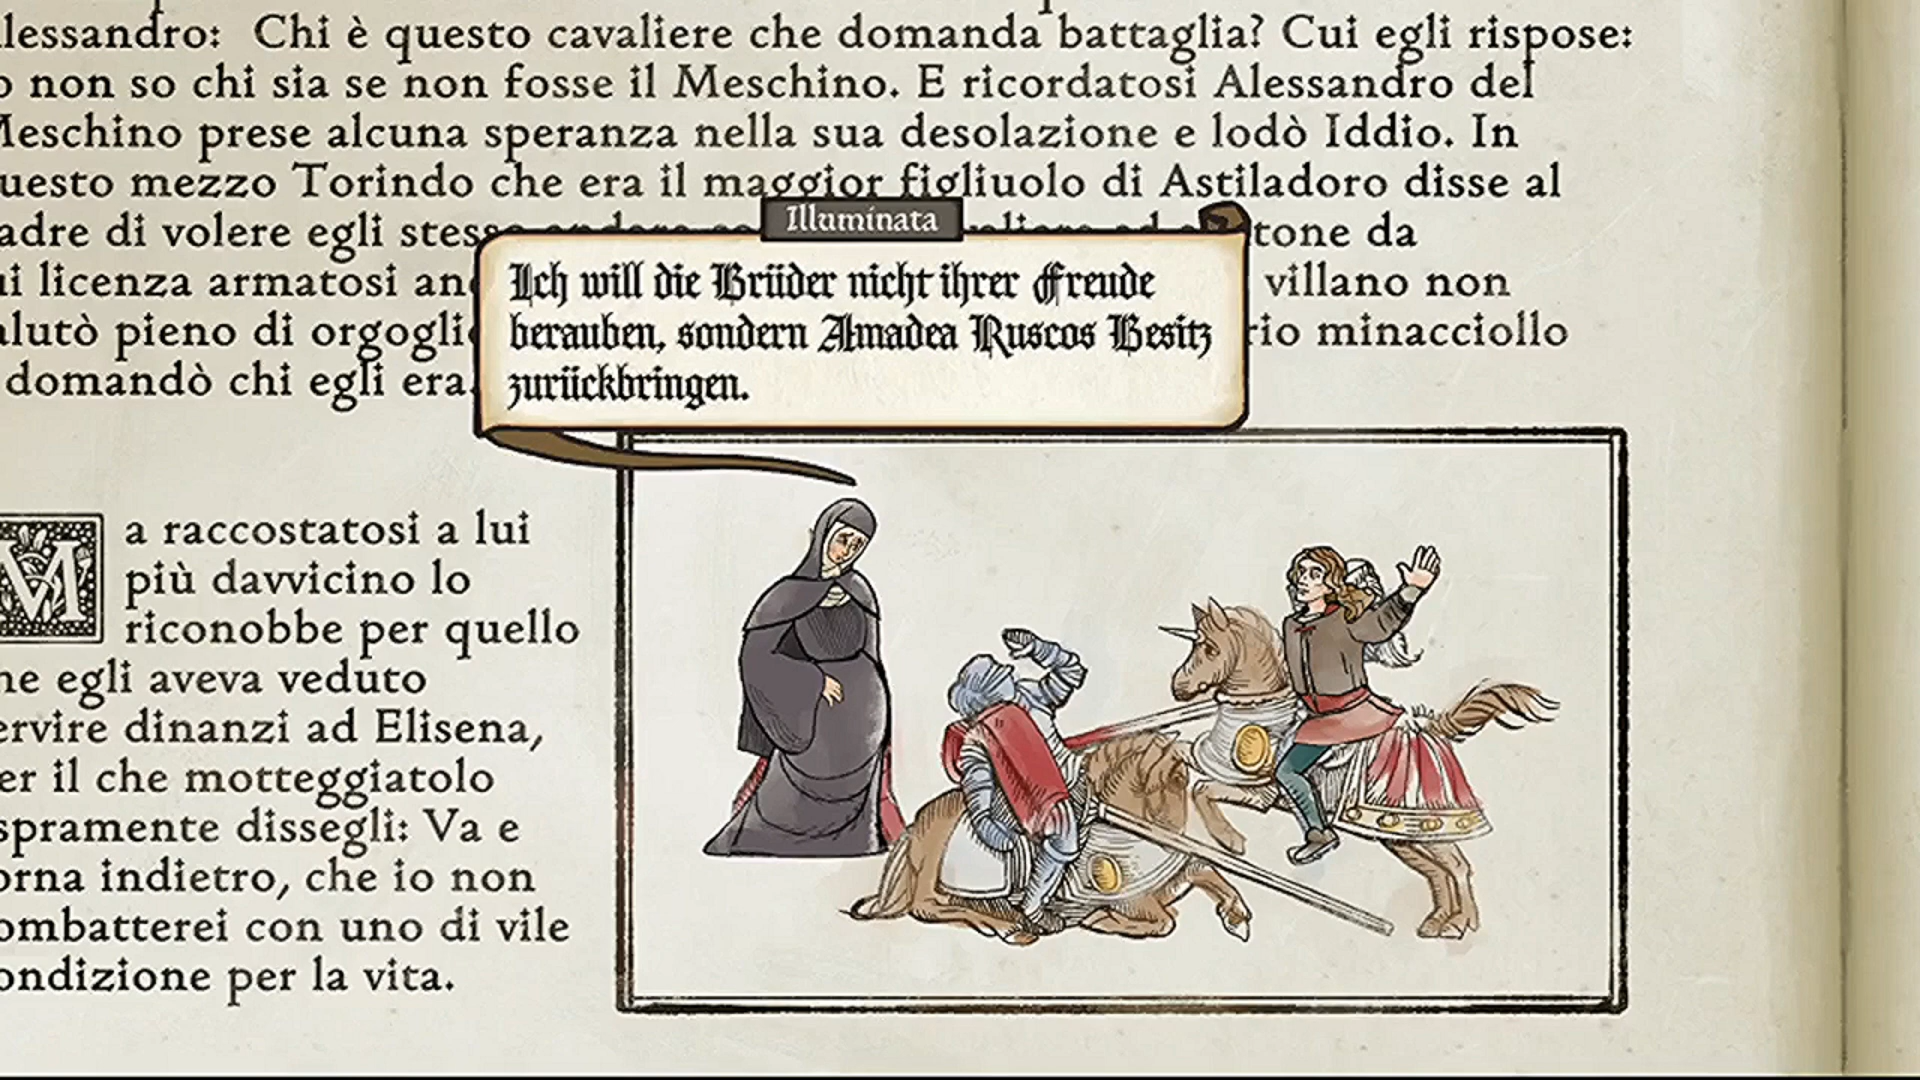 lessandro: Chi è questo cavaliere che domanda battaglia? Cui egli rispose:
o non so chi sia se non fosse il Meschino. E ricordatosi Alessandro del
Meschino prese alcuna speranza nella sua desolazione e lodò Iddio. In
uesto mezzo Torindo che era il maggior figliuolo di Astiladoro disse al
adre di volere egli stesso tone da
Illuminata
ui licenza armatosi an villano non
alutò pieno di orgogli rio minacciollo
domandò chi egli era.
Ich will die Brüder nicht ihrer Freude
berauben, sondern Amadea Ruscos Besitz
zurückbringen.
M a raccostatosi a lui
più davvicino lo
riconobbe per quello
he egli aveva veduto
ervire dinanzi ad Elisena,
er il che motteggiatolo
spramente dissegli: Va e
orna indietro, che io non
ombatterei con uno di vile
ondizione per la vita.